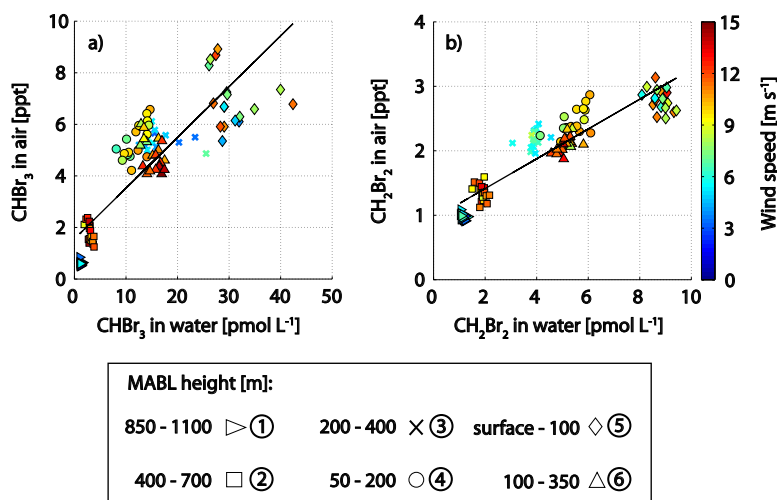 a)
CHBr3 in air [ppt]
10
8
6
4
2
0
0 10 20 30 40 50
CHBr3 in water [pmol L-1]
b)
CH2Br2 in air [ppt]
4
3
2
1
0
0 2 4 6 8 10
CH2Br2 in water [pmol L-1]
15
12
9
6
3
0
Wind speed [m s-1]
MABL height [m]:
850 - 1100 ① 200 - 400 ③ surface - 100 ⑤
400 - 700 ② 50 - 200 ④ 100 - 350 ⑥